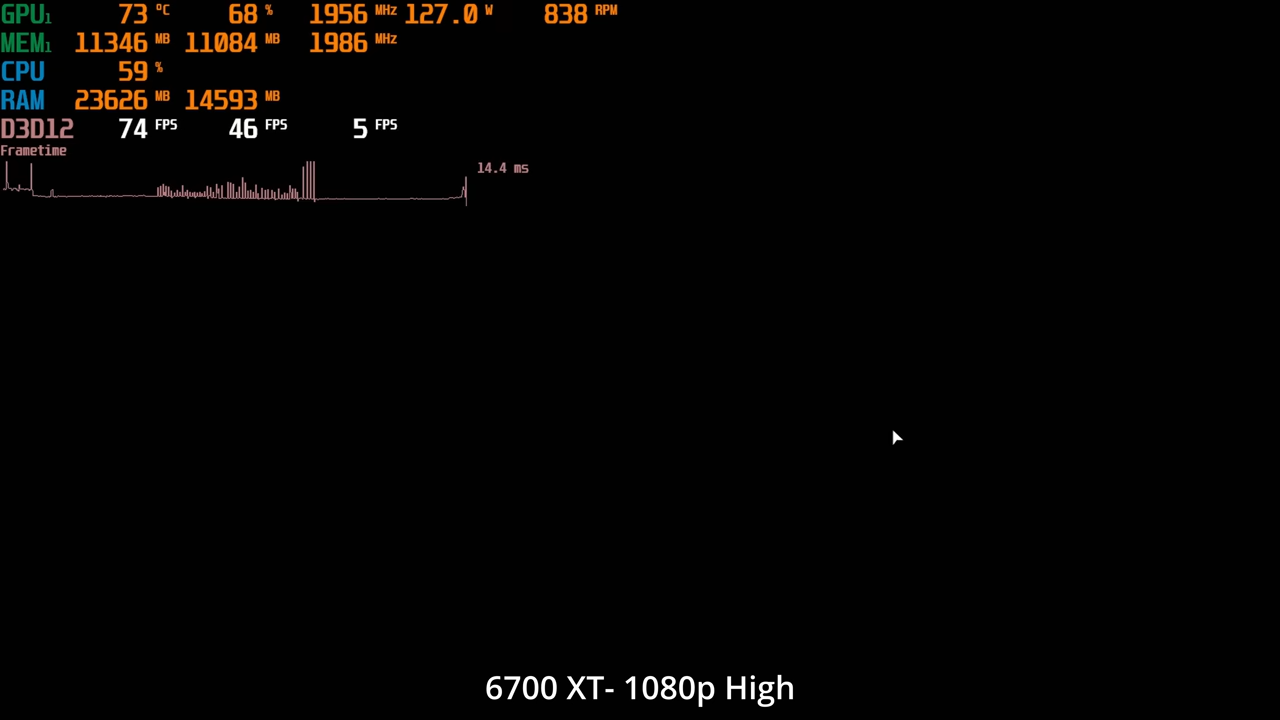 GPU1 73 °C 68 % 1956 MHz 127.0 W 838 RPM
MEM1 11346 MB 11084 MB 1986 MHz
CPU 59 %
RAM 23626 MB 14593 MB
D3D12 74 FPS 46 FPS 5 FPS
Frametime
14.4 ms
6700 XT- 1080p High